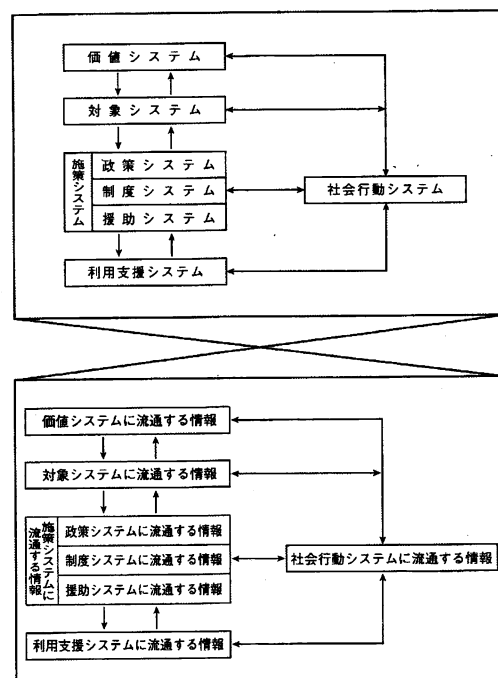 価値システム
対象システム
施策システム
政策システム
制度システム
援助システム
社会行動システム
利用支援システム
価値システムに流通する情報
対象システムに流通する情報
施策システムに
流通する情報
政策システムに流通する情報
制度システムに流通する情報
援助システムに流通する情報
社会行動システムに流通する情報
利用支援システムに流通する情報